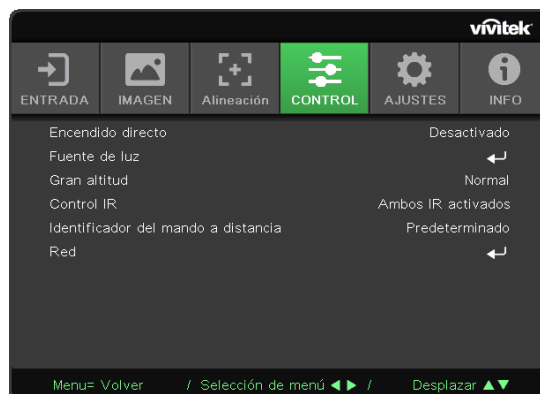 vivitek
ENTRADA IMAGEN Alineación CONTROL AJUSTES INFO
Encendido directo Desactivado
Fuente de luz
Gran altitud Normal
Control IR Ambos IR activados
Identificador del mando a distancia Predeterminado
Red
Menu= Volver / Selección de menú ◀ ▶ / Desplazar ▲▼